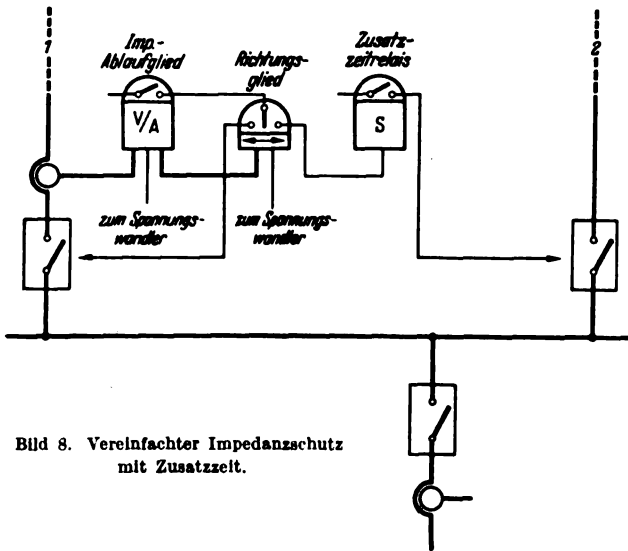 1
Imp.-
Ablaufglied
Richtungs-
glied
Zusatz-
zeitrelais
2
V/A
S
zum Spannungs-
wandler
zum Spannungs-
wandler
Bild 8. Vereinfachter Impedanzschutz
mit Zusatzzeit.